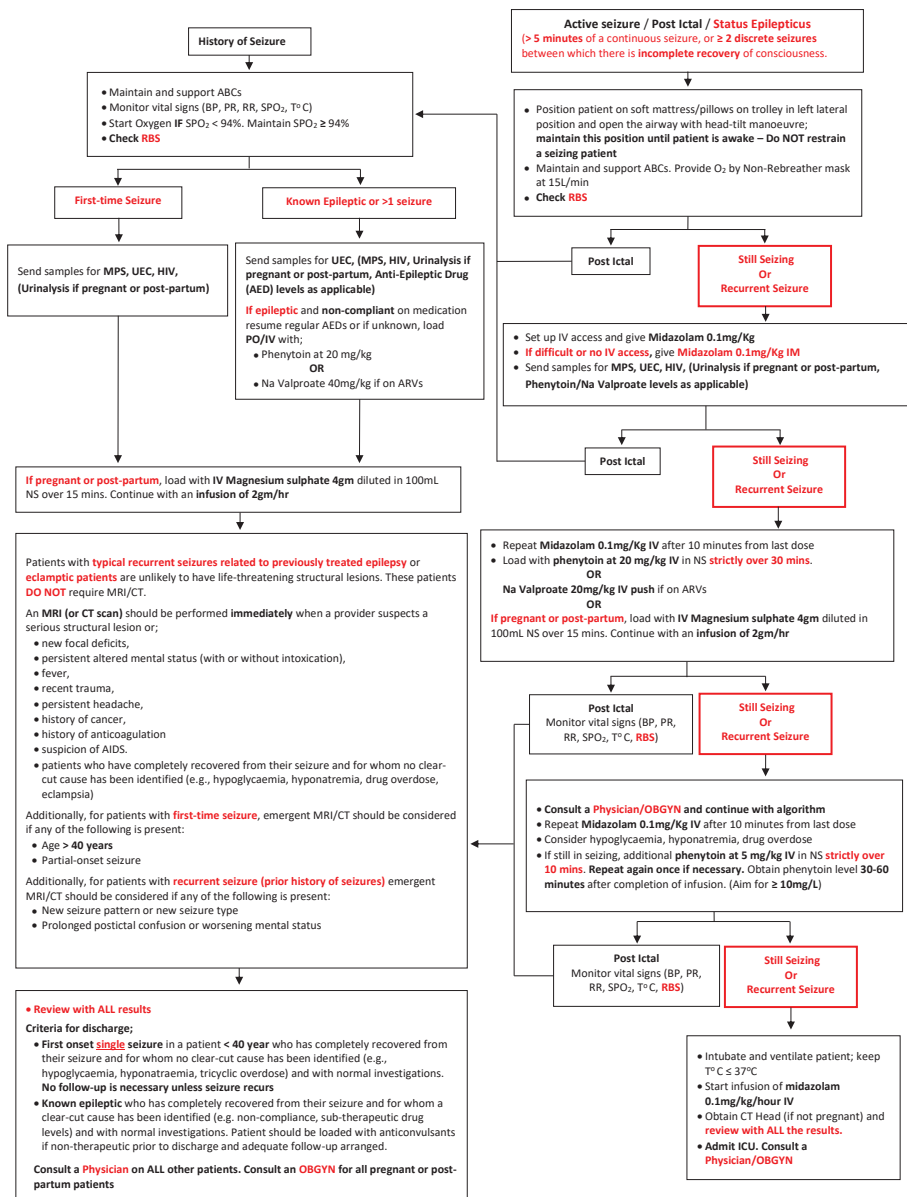 History of Seizure
• Maintain and support ABCs
• Monitor vital signs (BP, PR, RR, SPO₂, T° C)
• Start Oxygen IF SPO₂ < 94%. Maintain SPO₂ ≥ 94%
• Check RBS
First-time Seizure
Known Epileptic or >1 seizure
Send samples for MPS, UEC, HIV,
(Urinalysis if pregnant or post-partum)
Send samples for UEC, (MPS, HIV, Urinalysis if
pregnant or post-partum, Anti-Epileptic Drug
(AED) levels as applicable)
If epileptic and non-compliant on medication
resume regular AEDs or if unknown, load
PO/IV with;
• Phenytoin at 20 mg/kg
OR
• Na Valproate 40mg/kg if on ARVs
If pregnant or post-partum, load with IV Magnesium sulphate 4gm diluted in 100mL
NS over 15 mins. Continue with an infusion of 2gm/hr
Patients with typical recurrent seizures related to previously treated epilepsy or
eclamptic patients are unlikely to have life-threatening structural lesions. These patients
DO NOT require MRI/CT.
An MRI (or CT scan) should be performed immediately when a provider suspects a
serious structural lesion or;
• new focal deficits,
• persistent altered mental status (with or without intoxication),
• fever,
• recent trauma,
• persistent headache,
• history of cancer,
• history of anticoagulation
• suspicion of AIDS.
• patients who have completely recovered from their seizure and for whom no clear-
cut cause has been identified (e.g., hypoglycaemia, hyponatremia, drug overdose,
eclampsia)
Additionally, for patients with first-time seizure, emergent MRI/CT should be considered
if any of the following is present:
• Age > 40 years
• Partial-onset seizure
Additionally, for patients with recurrent seizure (prior history of seizures) emergent
MRI/CT should be considered if any of the following is present:
• New seizure pattern or new seizure type
• Prolonged postictal confusion or worsening mental status
• Review with ALL results
Criteria for discharge;
• First onset single seizure in a patient < 40 year who has completely recovered from
their seizure and for whom no clear-cut cause has been identified (e.g.,
hypoglycaemia, hyponatraemia, tricyclic overdose) and with normal investigations.
No follow-up is necessary unless seizure recurs
• Known epileptic who has completely recovered from their seizure and for whom a
clear-cut cause has been identified (e.g. non-compliance, sub-therapeutic drug
levels) and with normal investigations. Patient should be loaded with anticonvulsants
if non-therapeutic prior to discharge and adequate follow-up arranged.
Consult a Physician on ALL other patients. Consult an OBGYN for all pregnant or post-
partum patients
Active seizure / Post Ictal / Status Epilepticus
(> 5 minutes of a continuous seizure, or ≥ 2 discrete seizures
between which there is incomplete recovery of consciousness.
• Position patient on soft mattress/pillows on trolley in left lateral
position and open the airway with head-tilt manoeuvre;
maintain this position until patient is awake – Do NOT restrain
a seizing patient
• Maintain and support ABCs. Provide O₂ by Non-Rebreather mask
at 15L/min
• Check RBS
Post Ictal
Still Seizing
Or
Recurrent Seizure
• Set up IV access and give Midazolam 0.1mg/Kg
• If difficult or no IV access, give Midazolam 0.1mg/Kg IM
• Send samples for MPS, UEC, HIV, (Urinalysis if pregnant or post-partum,
Phenytoin/Na Valproate levels as applicable)
Post Ictal
Still Seizing
Or
Recurrent Seizure
• Repeat Midazolam 0.1mg/Kg IV after 10 minutes from last dose
• Load with phenytoin at 20 mg/kg IV in NS strictly over 30 mins.
OR
Na Valproate 20mg/kg IV push if on ARVs
OR
If pregnant or post-partum, load with IV Magnesium sulphate 4gm diluted in
100mL NS over 15 mins. Continue with an infusion of 2gm/hr
Post Ictal
Monitor vital signs (BP, PR,
RR, SPO₂, T° C, RBS)
Still Seizing
Or
Recurrent Seizure
• Consult a Physician/OBGYN and continue with algorithm
• Repeat Midazolam 0.1mg/Kg IV after 10 minutes from last dose
• Consider hypoglycaemia, hyponatremia, drug overdose
• If still in seizing, additional phenytoin at 5 mg/kg IV in NS strictly over
10 mins. Repeat again once if necessary. Obtain phenytoin level 30-60
minutes after completion of infusion. (Aim for ≥ 10mg/L)
Post Ictal
Monitor vital signs (BP, PR,
RR, SPO₂, T° C, RBS)
Still Seizing
Or
Recurrent Seizure
• Intubate and ventilate patient; keep
T° C ≤ 37°C
• Start infusion of midazolam
0.1mg/kg/hour IV
• Obtain CT Head (if not pregnant) and
review with ALL the results.
• Admit ICU. Consult a
Physician/OBGYN